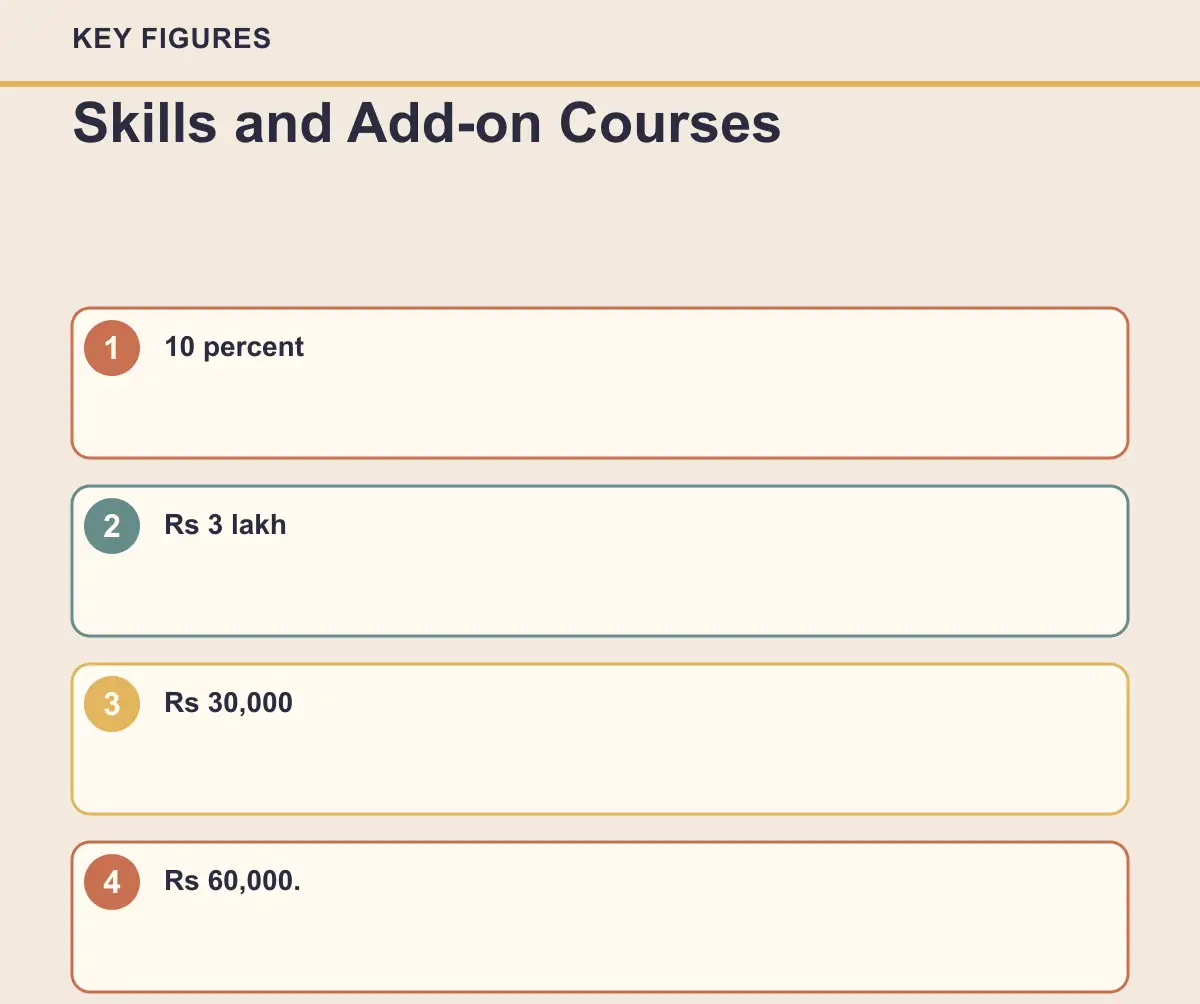 KEY FIGURES
Skills and Add-on Courses
1 10 percent
2 Rs 3 lakh
3 Rs 30,000
4 Rs 60,000.